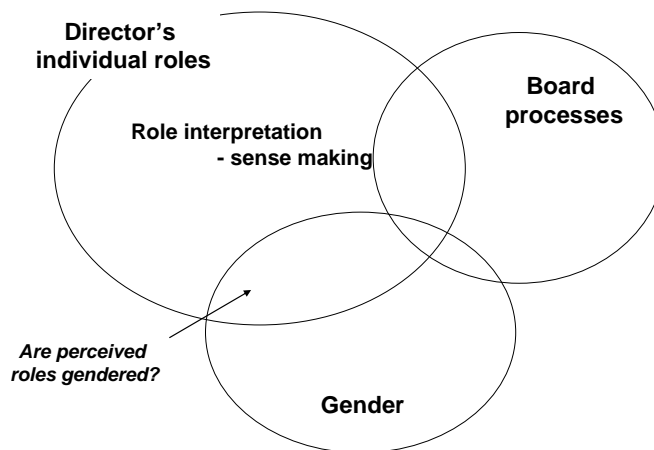 Director's
individual roles
Board
processes
Role interpretation
- sense making
Are perceived
roles gendered?
Gender